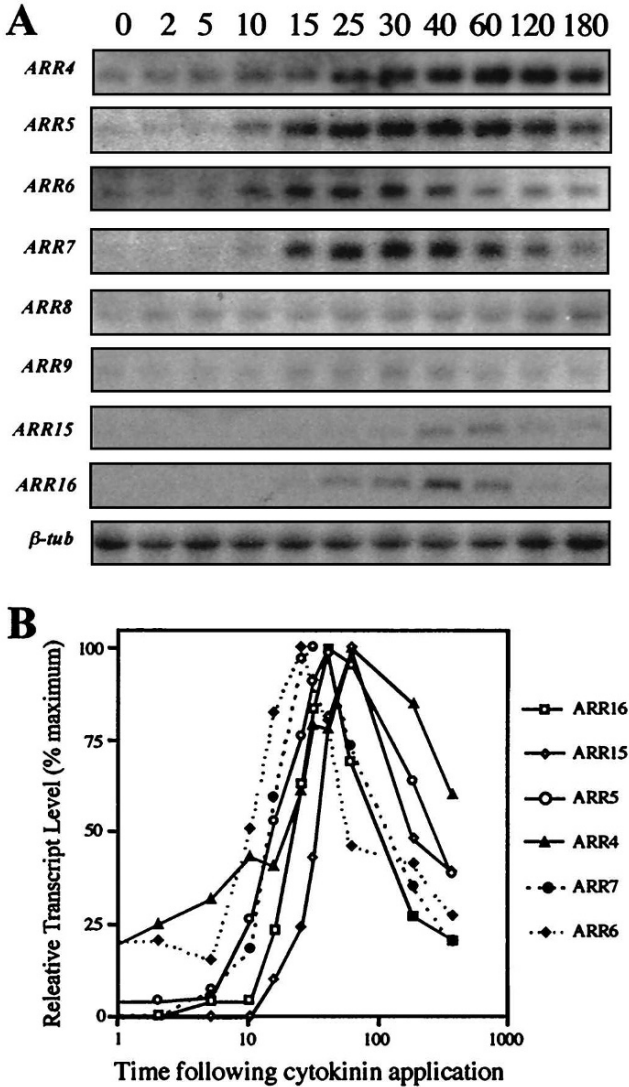 A
0 2 5 10 15 25 30 40 60 120 180
ARR4
ARR5
ARR6
ARR7
ARR8
ARR9
ARR15
ARR16
β-tub
B
Releative Transcript Level (% maximum)
100
75
50
25
0
1 10 100 1000
Time following cytokinin application
ARR16
ARR15
ARR5
ARR4
ARR7
ARR6